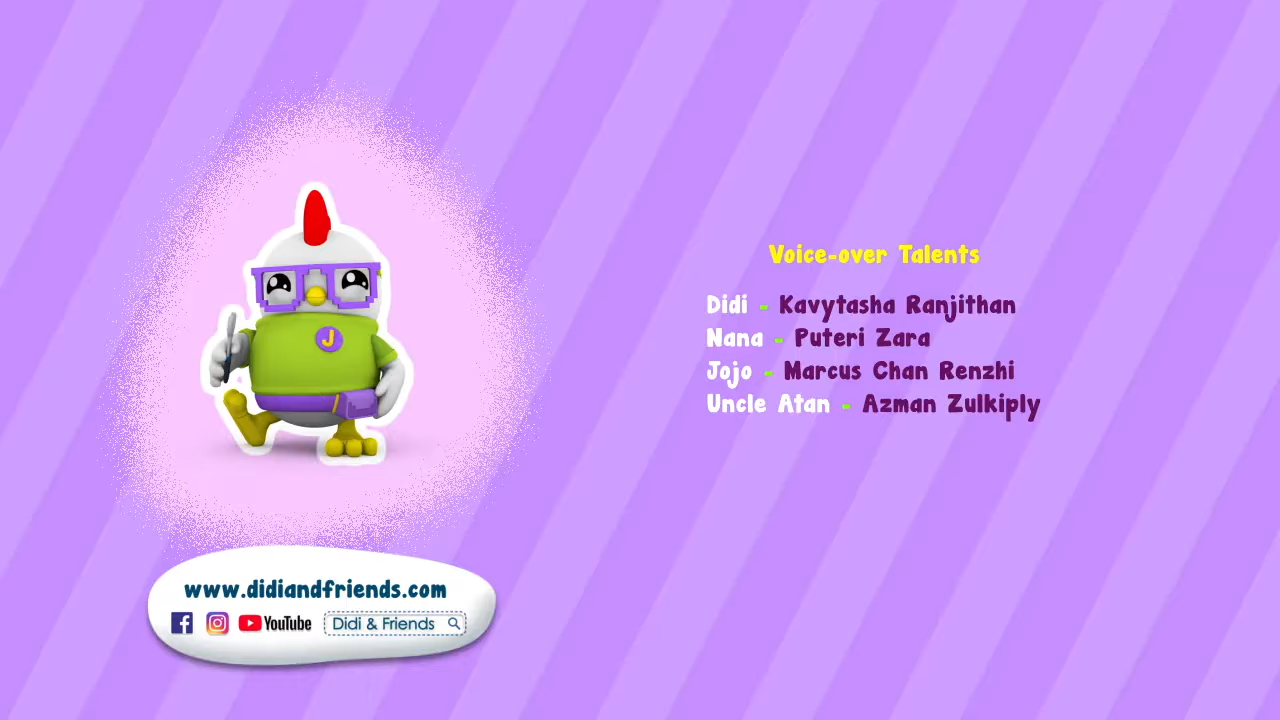 Voice-over Talents
Didi - Kavytasha Ranjithan
Nana - Puteri Zara
Jojo - Marcus Chan Renzhi
Uncle Atan - Azman Zulkiply
J
www.didiandfriends.com
YouTube Didi & Friends